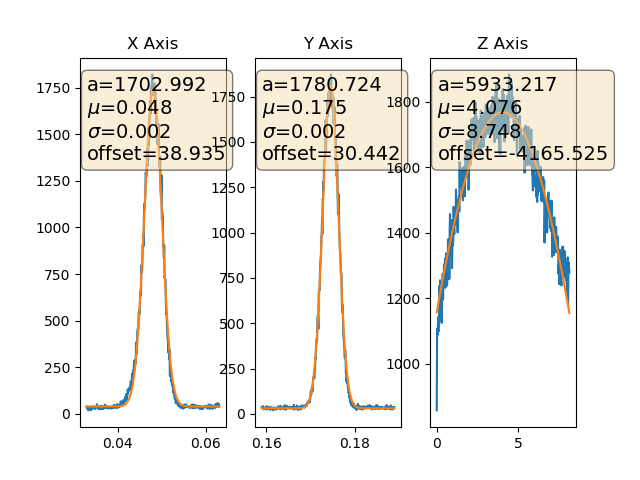 X Axis
Y Axis
Z Axis
a=1702.992
μ=0.048
σ=0.002
offset=38.935
a=1780.724
μ=0.175
σ=0.002
offset=30.442
a=5933.217
μ=4.076
σ=8.748
offset=-4165.525
1750
1500
1250
1000
750
500
250
0
0.04
0.06
1750
1500
1250
1000
750
500
250
0
0.16
0.18
1800
1600
1400
1200
1000
0
5